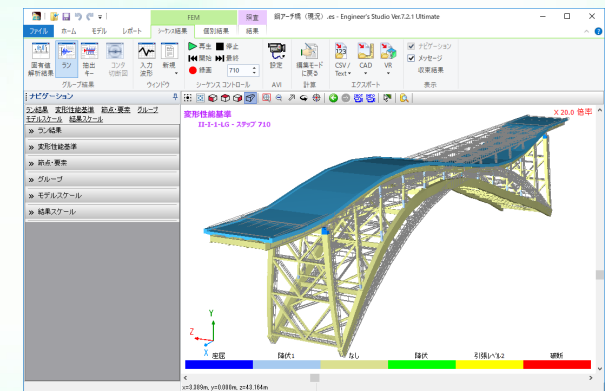 FEM 照査 鋼アーチ橋（現況）.es - Engineer's Studio Ver.7.2.1 Ultimate
ファイル ホーム モデル レポート シーケンス結果 個別結果 結果
固有値解析結果 ラン 抽出キー コンタ切断図 入力波形 新規 再生 停止 開始 最終 録画 710 設定 編集モードに戻る CSV / Text CAD VR ナビゲーション メッセージ 収束結果
グループ結果 ウィンドウ シーケンス コントロール AVI 計算 エクスポート 表示
ナビゲーション
ラン結果 変形性能基準 節点・要素 グループ
モデルスケール 結果スケール
» ラン結果
» 変形性能基準
» 節点・要素
» グループ
» モデルスケール
» 結果スケール
変形性能基準
II-I-1-LG - ステップ 710
X 20.0 倍率
Y
Z
X
座屈 降伏1 なし 降伏 引張レベル2 破断
x=3.889m, y=0.000m, z=43.164m